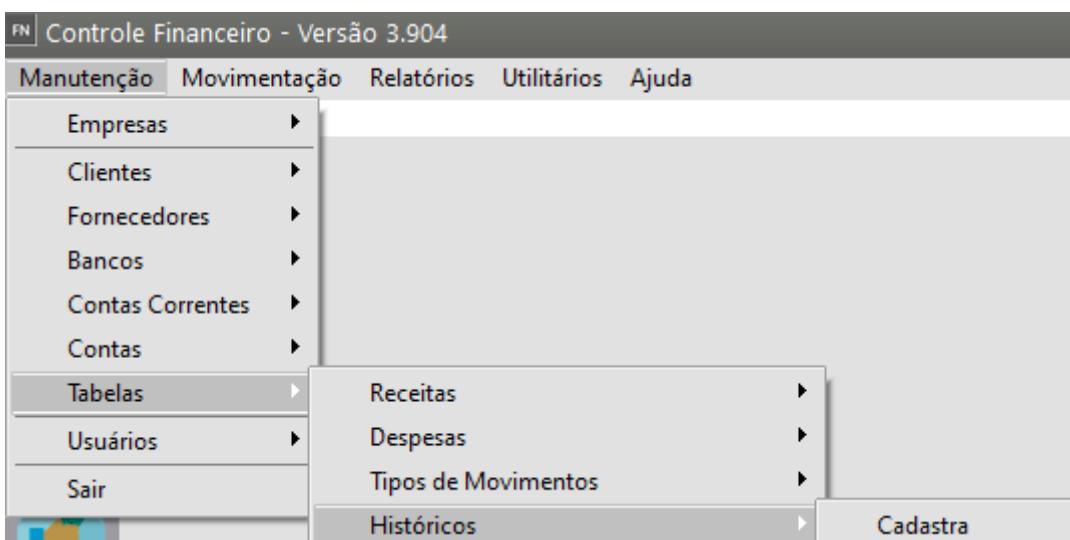 FN Controle Financeiro - Versão 3.904
Manutenção Movimentação Relatórios Utilitários Ajuda
Empresas
Clientes
Fornecedores
Bancos
Contas Correntes
Contas
Tabelas
Usuários
Sair
Receitas
Despesas
Tipos de Movimentos
Históricos
Cadastra